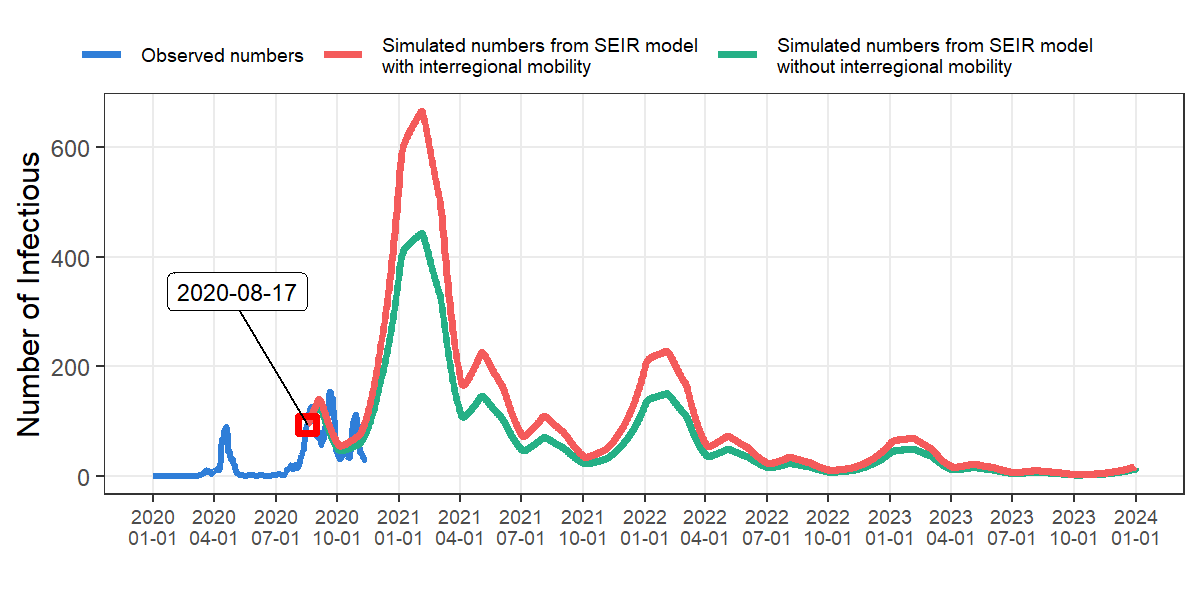 Observed numbers
Simulated numbers from SEIR model
with interregional mobility
Simulated numbers from SEIR model
without interregional mobility
Number of Infectious
600
400
200
0
2020-08-17
2020 2020 2020 2020 2021 2021 2021 2021 2022 2022 2022 2022 2023 2023 2023 2023 2024
01-01 04-01 07-01 10-01 01-01 04-01 07-01 10-01 01-01 04-01 07-01 10-01 01-01 04-01 07-01 10-01 01-01